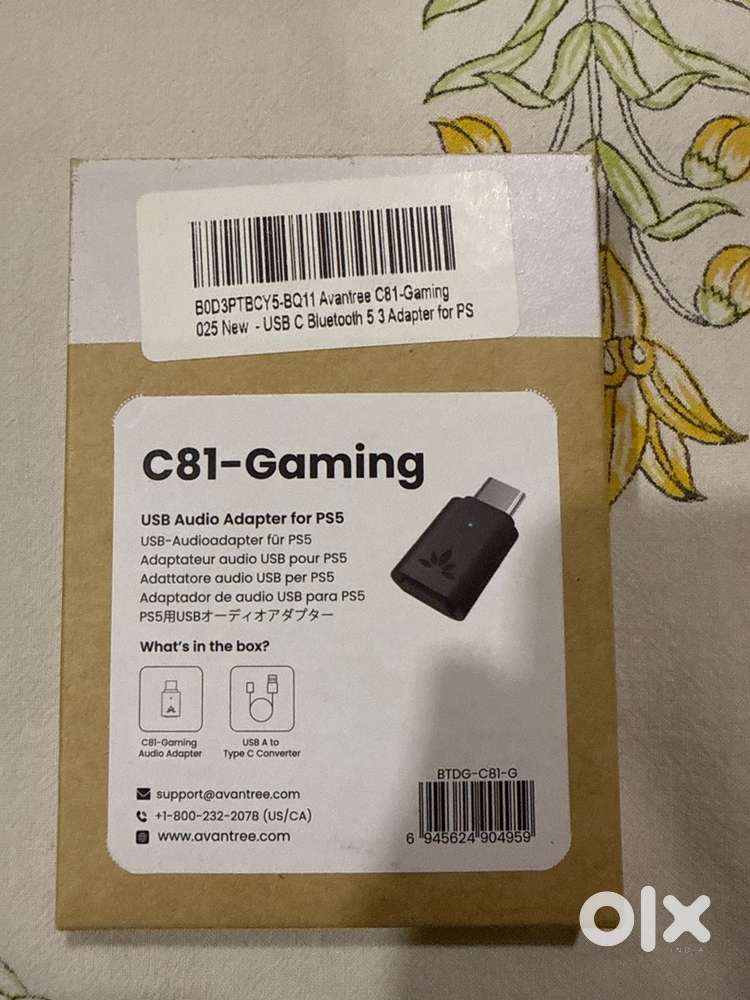 B0D3PTBCY5-BQ11 Avantree C81-Gaming
025 New - USB C Bluetooth 5 3 Adapter for PS
C81-Gaming
USB Audio Adapter for PS5
USB-Audioadapter für PS5
Adaptateur audio USB pour PS5
Adattatore audio USB per PS5
Adaptador de audio USB para PS5
PS5用USBオーディオアダプター
What's in the box?
C81-Gaming
Audio Adapter
USB A to
Type C Converter
support@avantree.com
+1-800-232-2078 (US/CA)
www.avantree.com
BTDG-C81-G
6 945624 904959
olx
INDIA